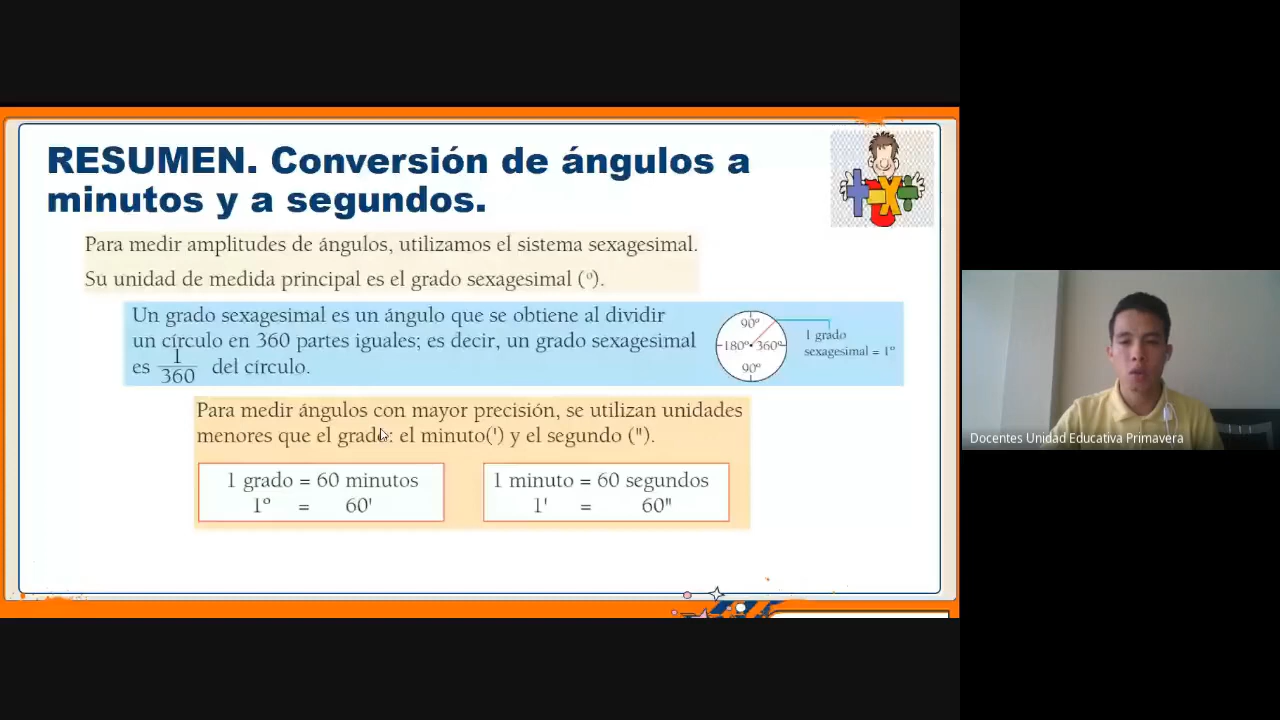 RESUMEN. Conversión de ángulos a
minutos y a segundos.
Para medir amplitudes de ángulos, utilizamos el sistema sexagesimal.
Su unidad de medida principal es el grado sexagesimal (º).
Un grado sexagesimal es un ángulo que se obtiene al dividir
un círculo en 360 partes iguales; es decir, un grado sexagesimal
es 1/360 del círculo.
90º
180º 360º
90º
1 grado
sexagesimal = 1º
Para medir ángulos con mayor precisión, se utilizan unidades
menores que el grado: el minuto(') y el segundo (").
1 grado = 60 minutos
1º = 60'
1 minuto = 60 segundos
1' = 60"
Docentes Unidad Educativa Primavera